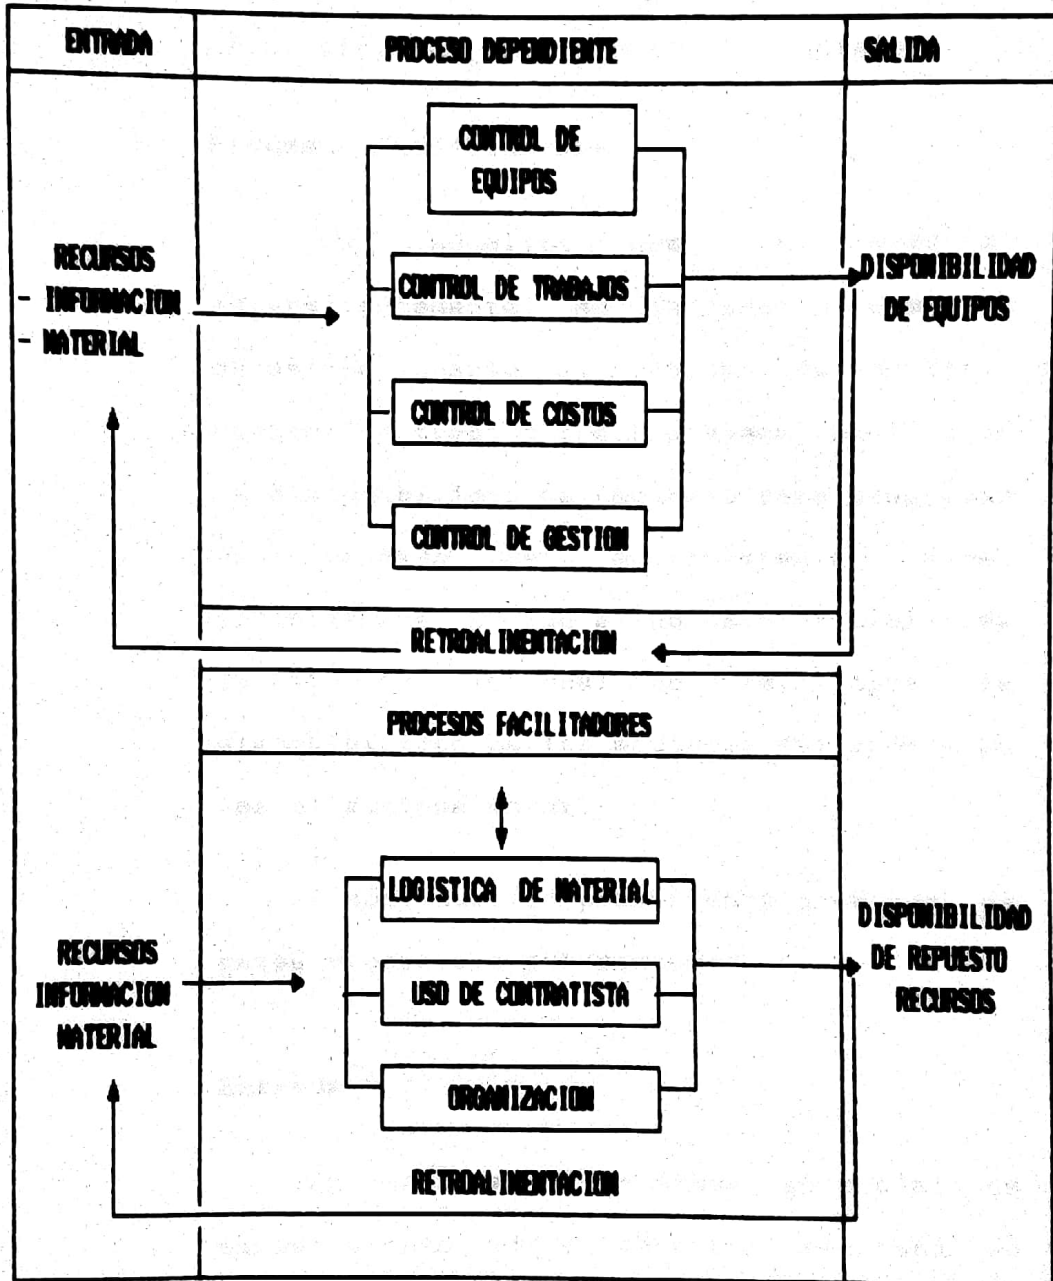 ENTRADA
PROCESO DEPENDIENTE
SALIDA
CONTROL DE
EQUIPOS
RECURSOS
- INFORMACION
- MATERIAL
CONTROL DE TRABAJOS
DISPONIBILIDAD
DE EQUIPOS
CONTROL DE COSTOS
CONTROL DE GESTION
RETROALIMENTACION
PROCESOS FACILITADORES
LOGISTICA DE MATERIAL
RECURSOS
INFORMACION
MATERIAL
USO DE CONTRATISTA
DISPONIBILIDAD
DE REPUESTO
RECURSOS
ORGANIZACION
RETROALIMENTACION